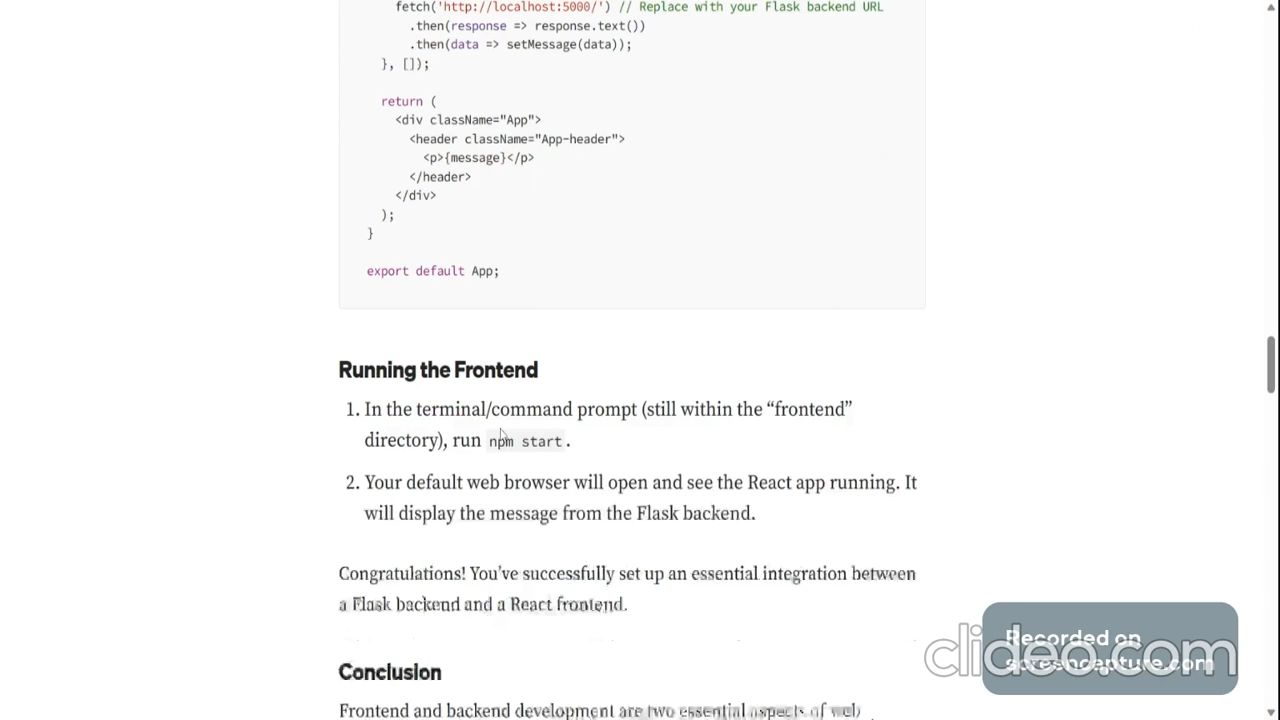 fetch('http://localhost:5000/') // Replace with your Flask backend URL
.then(response => response.text())
.then(data => setMessage(data));
}, []);
return (
<div className="App">
<header className="App-header">
<p>{message}</p>
</header>
</div>
);
}
export default App;
Running the Frontend
1. In the terminal/command prompt (still within the “frontend”
directory), run npm start.
2. Your default web browser will open and see the React app running. It
will display the message from the Flask backend.
Congratulations! You’ve successfully set up an essential integration between
a Flask backend and a React frontend.
Conclusion
Frontend and backend development are two essential aspects of web
Recorded on
screencapture.com
clideo.com